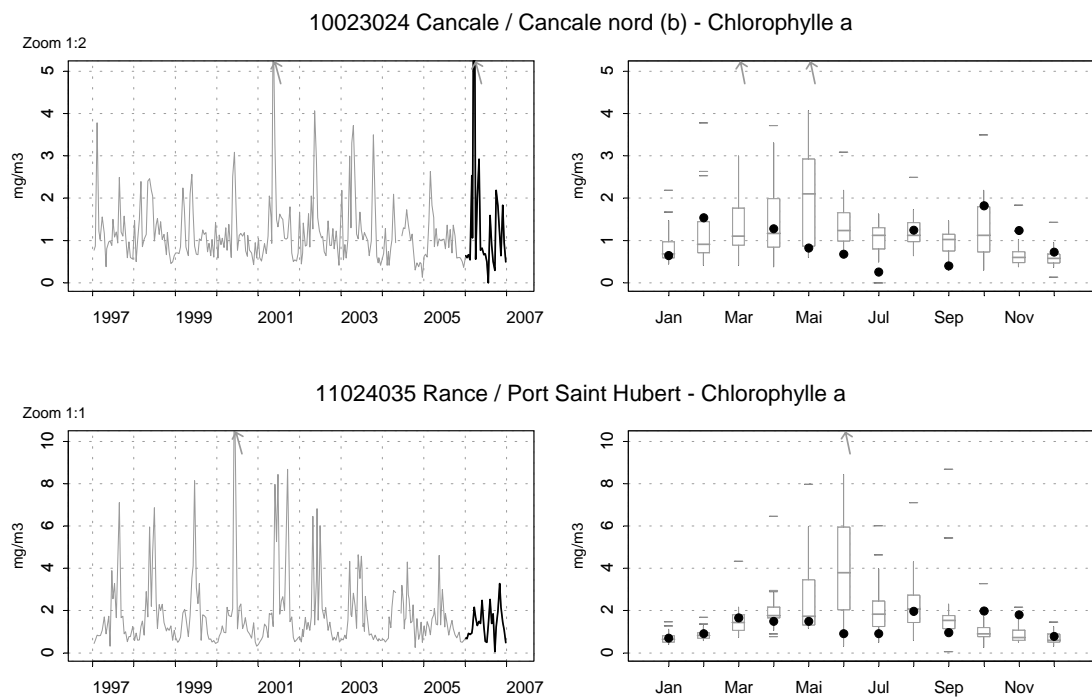 10023024 Cancale / Cancale nord (b) - Chlorophylle a
Zoom 1:2
5
4
3
2
1
0
mg/m3
1997 1999 2001 2003 2005 2007
5
4
3
2
1
0
mg/m3
Jan Mar Mai Jul Sep Nov
11024035 Rance / Port Saint Hubert - Chlorophylle a
Zoom 1:1
10
8
6
4
2
0
mg/m3
1997 1999 2001 2003 2005 2007
10
8
6
4
2
0
mg/m3
Jan Mar Mai Jul Sep Nov